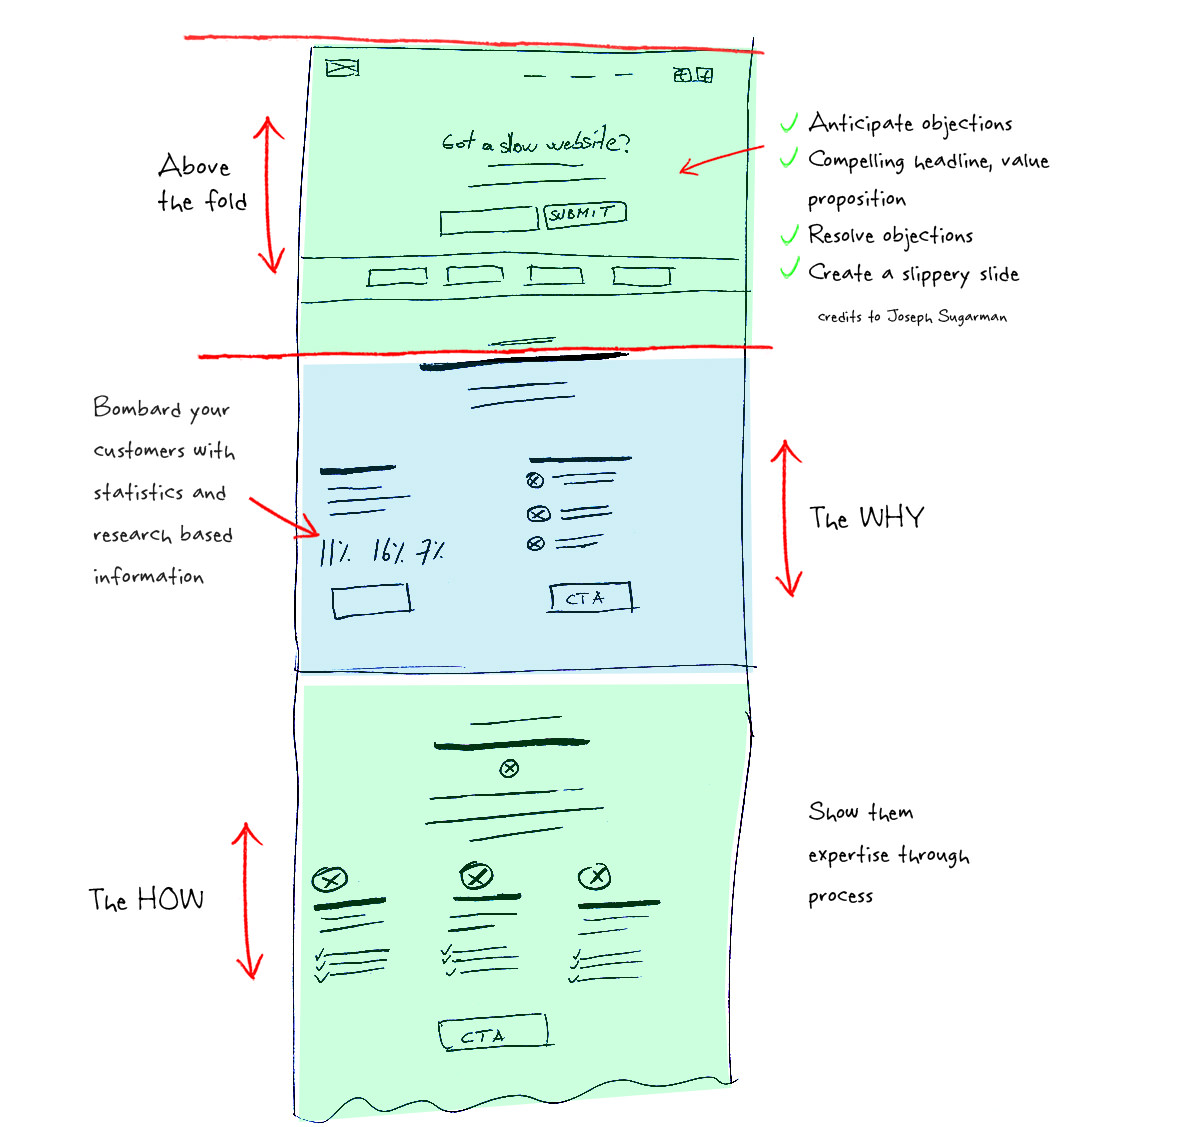 Got a slow website?
SUBMIT
Above
the fold
Anticipate objections
Compelling headline, value
proposition
Resolve objections
Create a slippery slide
credits to Joseph Sugarman
Bombard your
customers with
statistics and
research based
information
11% 16% 7%
CTA
The WHY
The HOW
Show them
expertise through
process
CTA